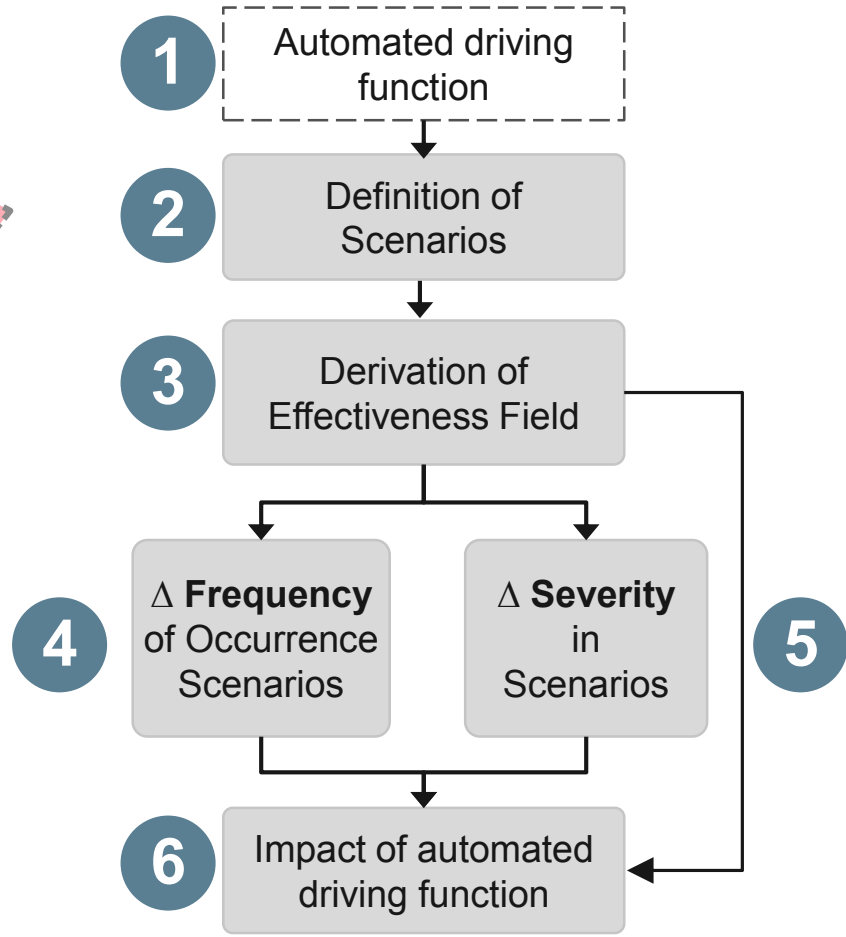 1
Automated driving
function
2
Definition of
Scenarios
3
Derivation of
Effectiveness Field
4
Δ Frequency
of Occurrence
Scenarios
Δ Severity
in
Scenarios
5
6
Impact of automated
driving function